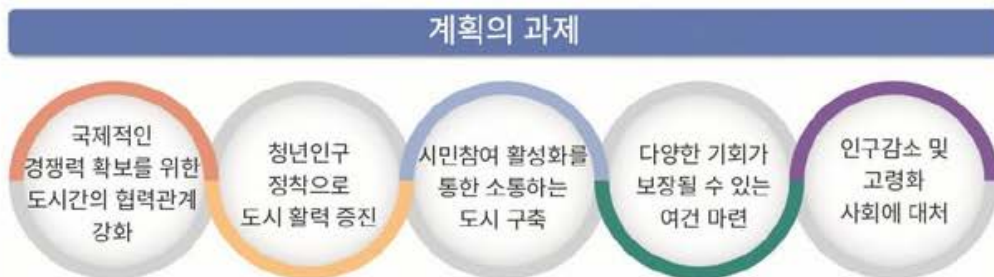 계획의 과제
국제적인
경쟁력 확보를 위한
도시간의 협력관계
강화
청년인구
정착으로
도시 활력 증진
시민참여 활성화를
통한 소통하는
도시 구축
다양한 기회가
보장될 수 있는
여건 마련
인구감소 및
고령화
사회에 대처